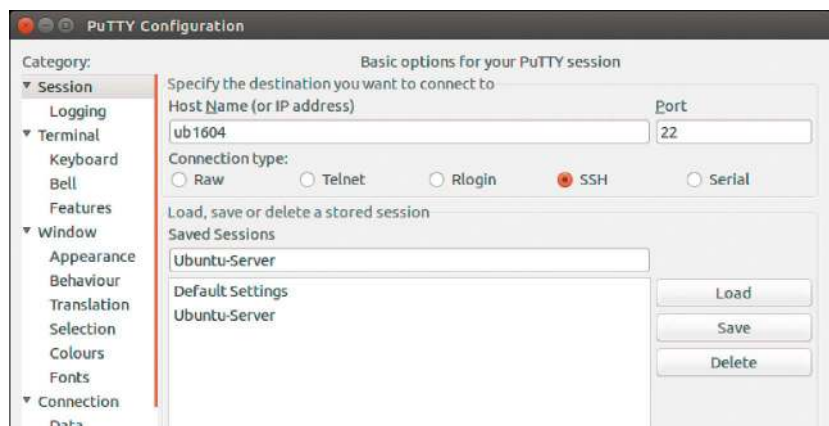 PuTTY Configuration
Category:
Session
Logging
Terminal
Keyboard
Bell
Features
Window
Appearance
Behaviour
Translation
Selection
Colours
Fonts
Connection
Data
Basic options for your PuTTY session
Specify the destination you want to connect to
Host Name (or IP address) Port
ub1604 22
Connection type:
Raw Telnet Rlogin SSH Serial
Load, save or delete a stored session
Saved Sessions
Ubuntu-Server
Default Settings
Ubuntu-Server
Load
Save
Delete